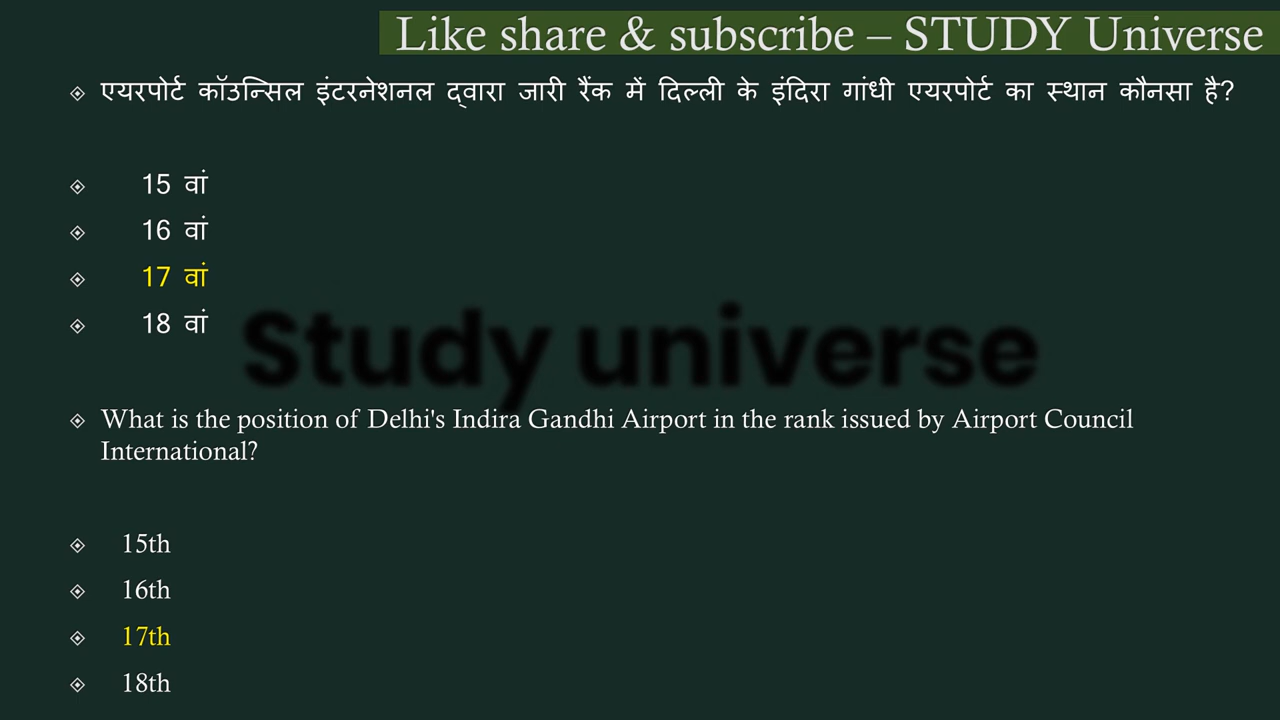 Like share & subscribe – STUDY Universe
एयरपोर्ट कॉउन्सिल इंटरनेशनल द्वारा जारी रैंक में दिल्ली के इंदिरा गांधी एयरपोर्ट का स्थान कौनसा है?
15 वां
16 वां
17 वां
18 वां
Study universe
What is the position of Delhi's Indira Gandhi Airport in the rank issued by Airport Council
International?
15th
16th
17th
18th